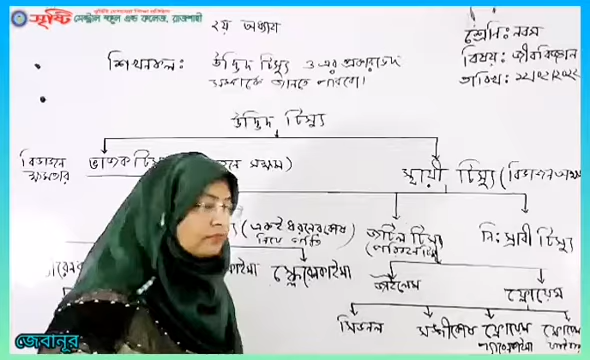 সৃষ্টি সেন্ট্রাল স্কুল এন্ড কলেজ, রাজশাহী
২য় অধ্যায়
শ্রেণি: নবম
বিষয়: জীববিজ্ঞান
শিখনফল: উদ্ভিদ টিস্যু ও এর প্রকারভেদ
সম্পর্কে জানতে পারবো।
উদ্ভিদ টিস্যু
বিভাজন ক্ষমতার
ভাজক
সক্ষম)
স্থায়ী টিস্যু (বিভাজন
(একই ধরনের কোষ
দিয়ে গঠিত)
জটিল টিস্যু
নি:স্রাবী টিস্যু
স্ক্লেরেনকাইমা
জাইলেম
ফ্লোয়েম
সিভনল
সঙ্গীকোষ
ফ্লোয়েম
প্যারেনকাইমা
জেবানূর